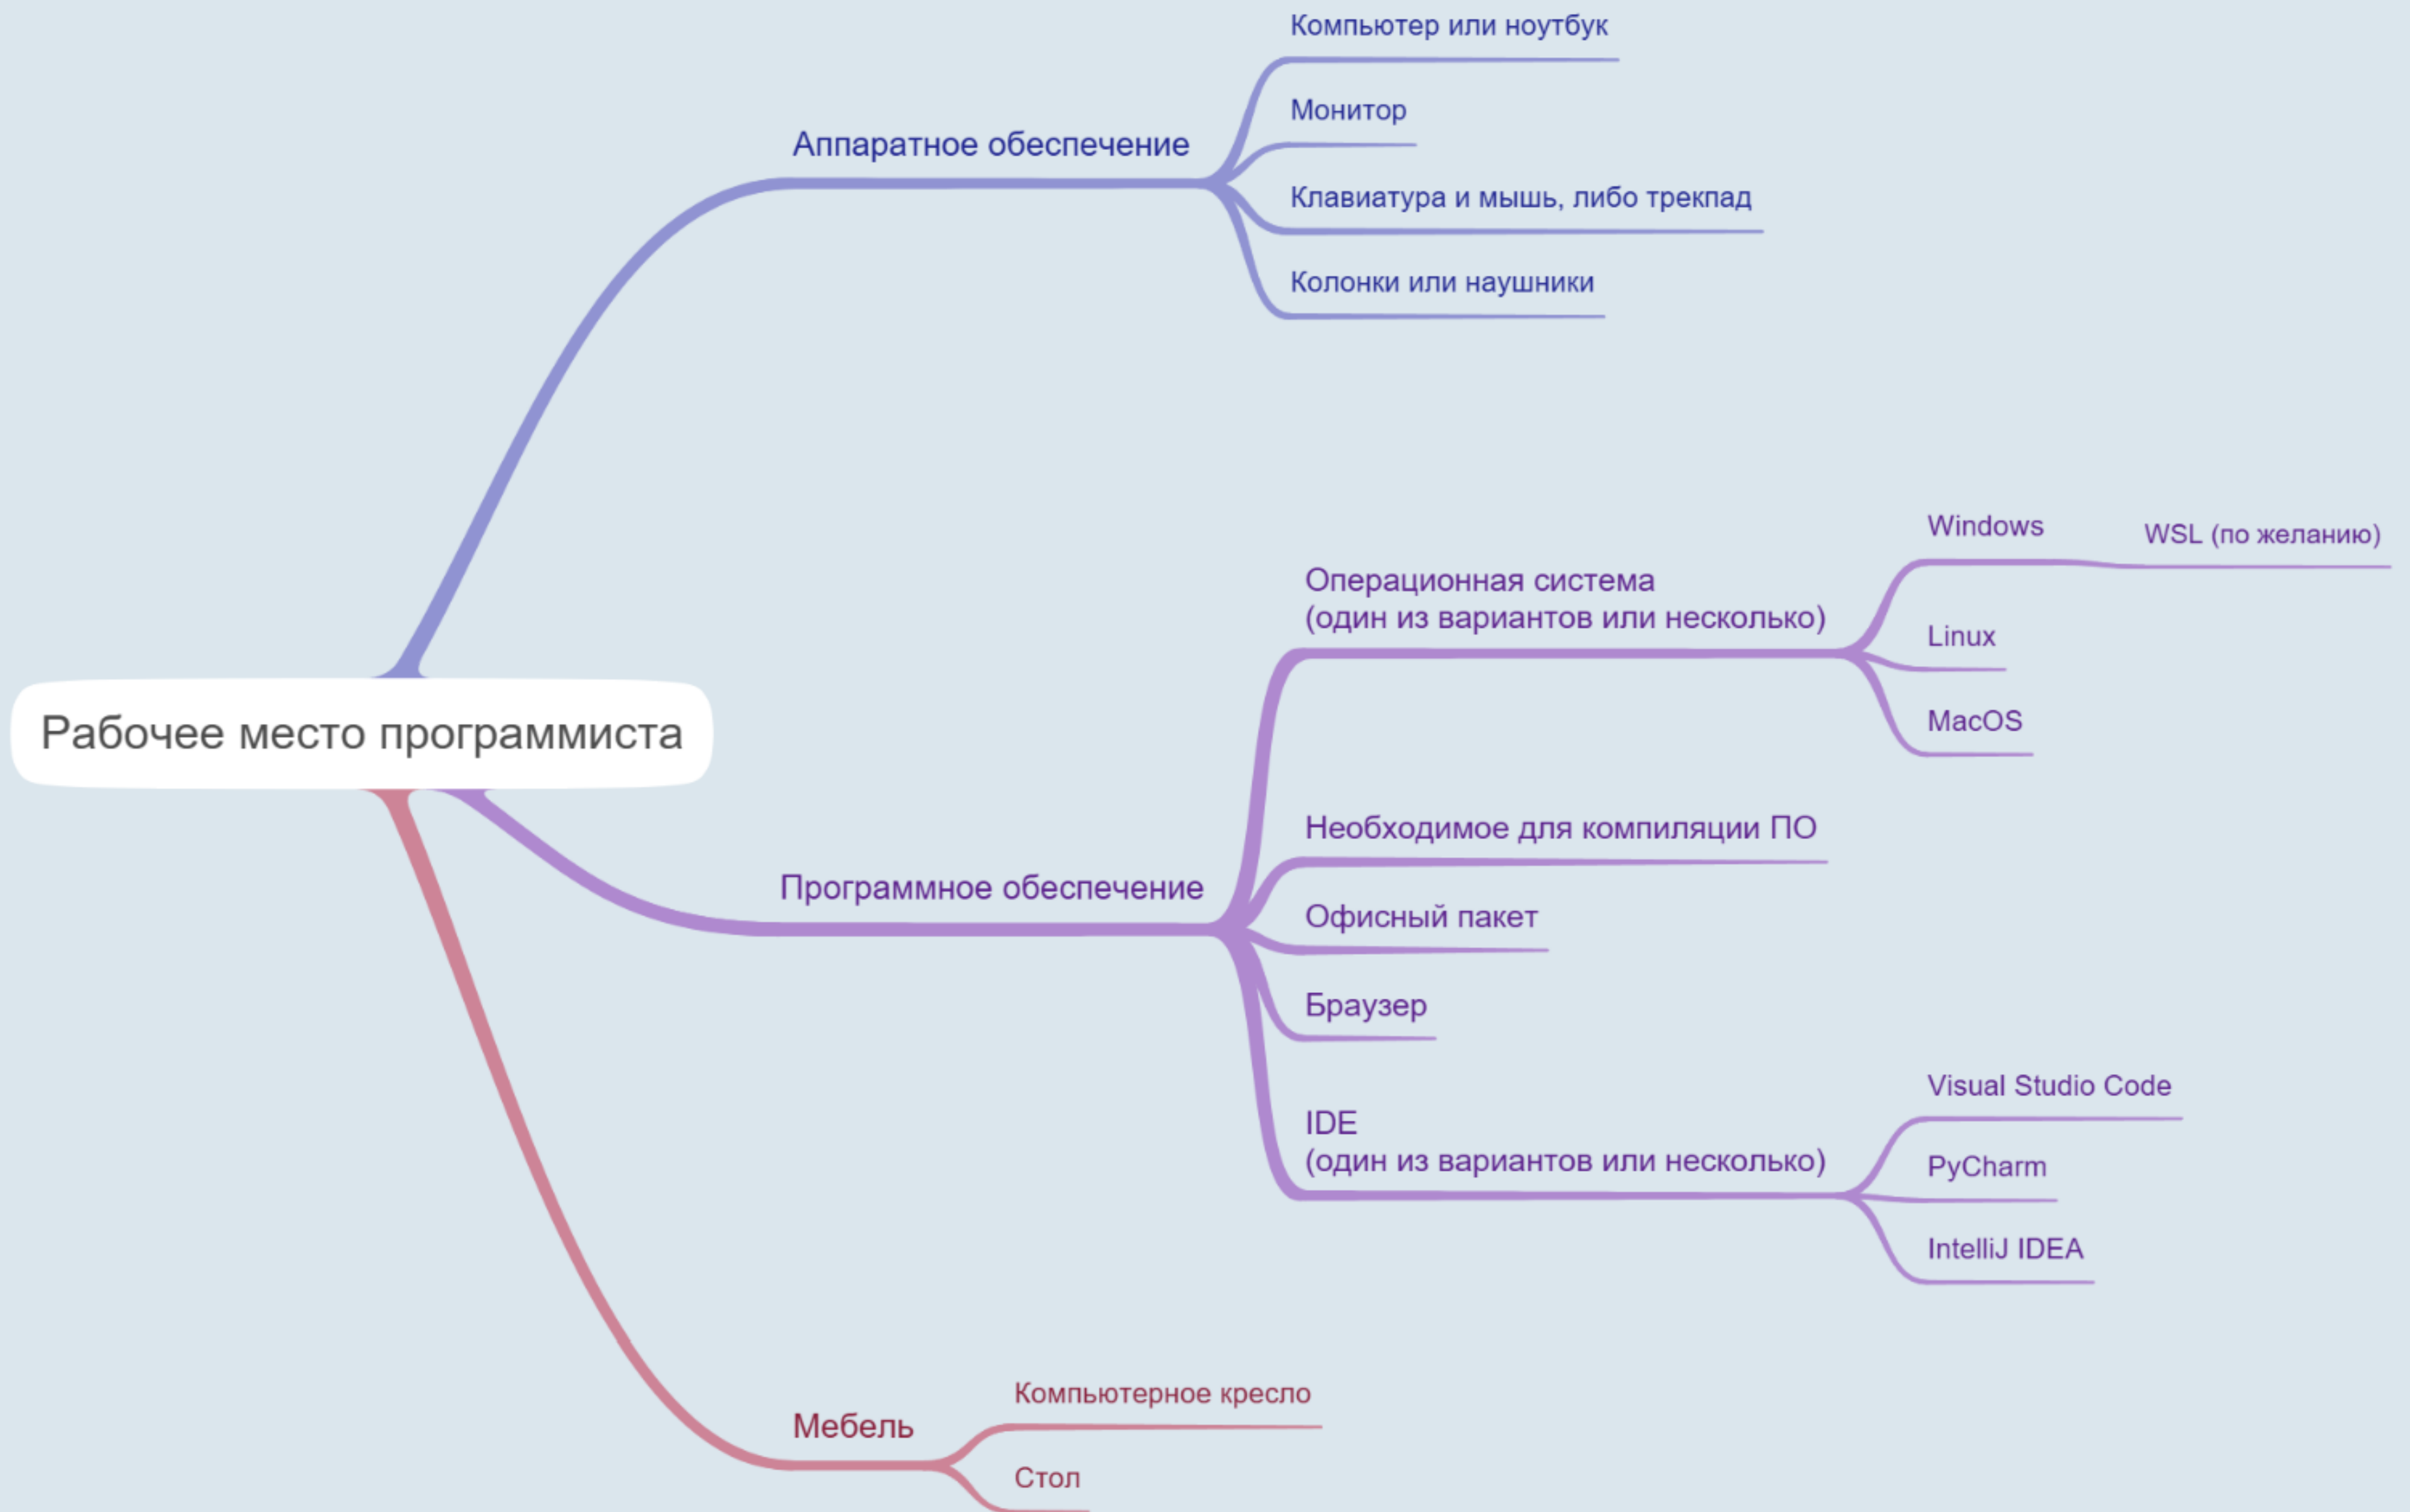 Рабочее место программиста
Аппаратное обеспечение
Компьютер или ноутбук
Монитор
Клавиатура и мышь, либо трекпад
Колонки или наушники
Программное обеспечение
Операционная система
(один из вариантов или несколько)
Windows
WSL (по желанию)
Linux
MacOS
Необходимое для компиляции ПО
Офисный пакет
Браузер
IDE
(один из вариантов или несколько)
Visual Studio Code
PyCharm
IntelliJ IDEA
Мебель
Компьютерное кресло
Стол